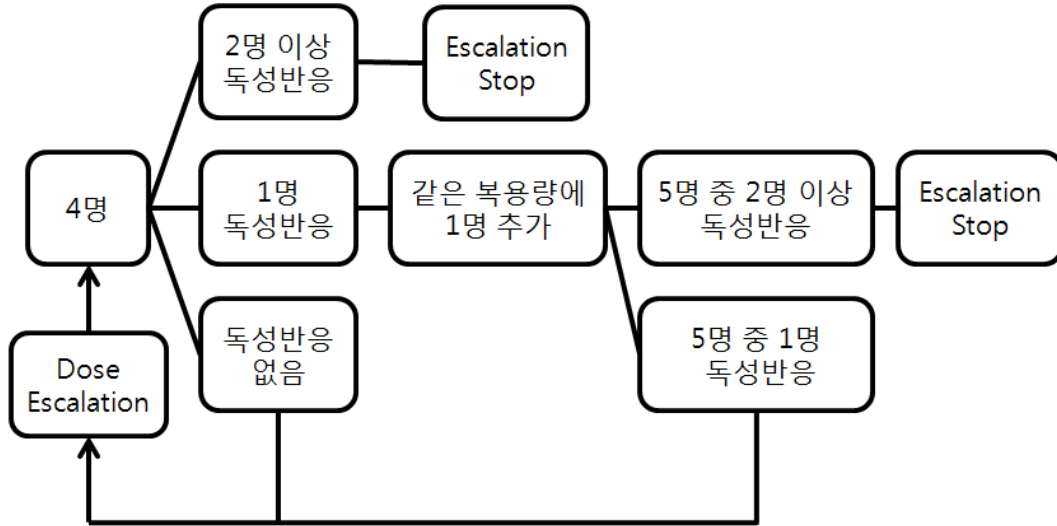 2명 이상
독성반응
Escalation
Stop
4명
1명
독성반응
같은 복용량에
1명 추가
5명 중 2명 이상
독성반응
Escalation
Stop
독성반응
없음
5명 중 1명
독성반응
Dose
Escalation